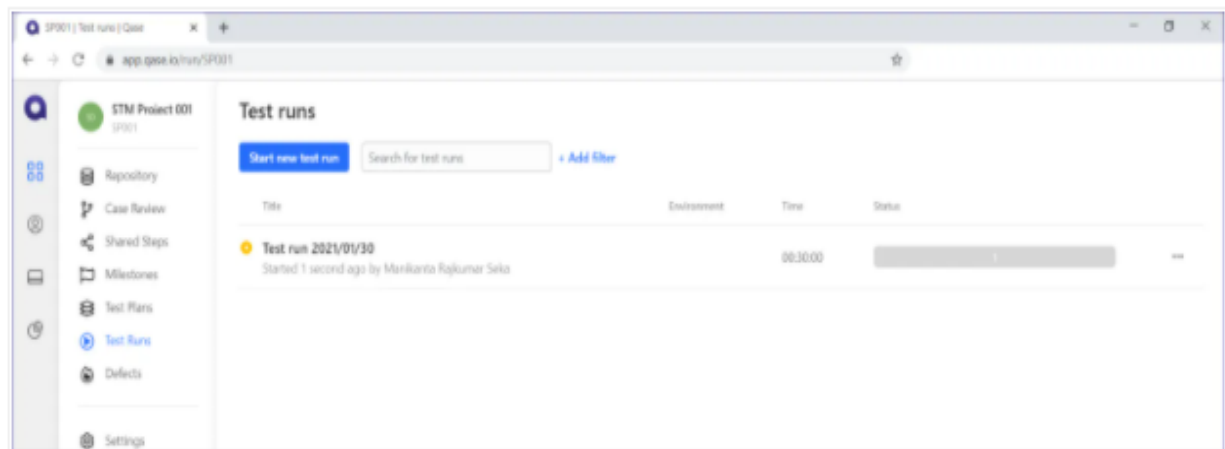 SP001 | Test runs | Qase
app.qase.io/run/SP001
STM Project 001
SP001
Repository
Case Review
Shared Steps
Milestones
Test Plans
Test Runs
Defects
Settings
Test runs
Start new test run
Search for test runs
+ Add filter
Title Environment Time Status
Test run 2021/01/30
Started 1 second ago by Manikanta Rajkumar Seka
00:30:00
1